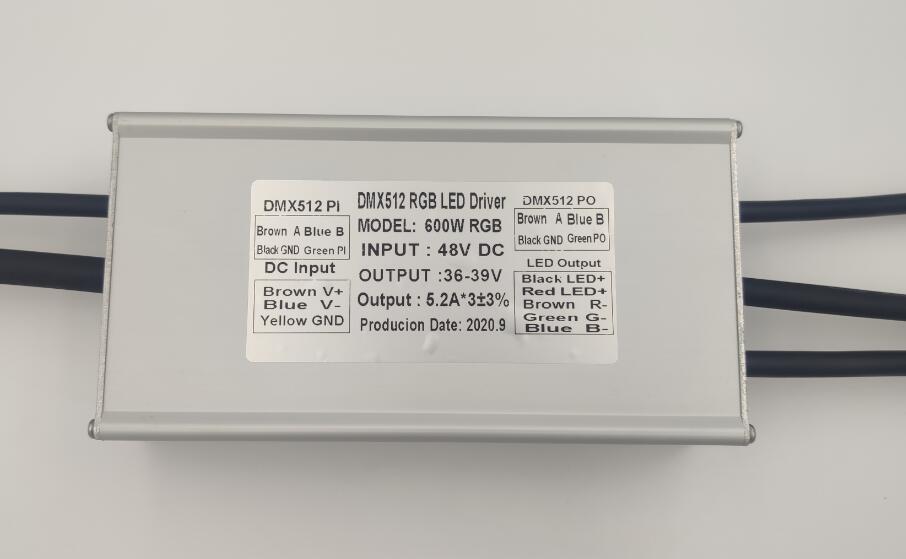 DMX512 PI
Brown A Blue B
Black GND Green PI
DC Input
Brown V+
Blue V-
Yellow GND
DMX512 RGB LED Driver
MODEL: 600W RGB
INPUT : 48V DC
OUTPUT :36-39V
Output : 5.2A*3±3%
Producion Date: 2020.9
DMX512 PO
Brown A Blue B
Black GND Green PO
LED Output
Black LED+
Red LED+
Brown R-
Green G-
Blue B-